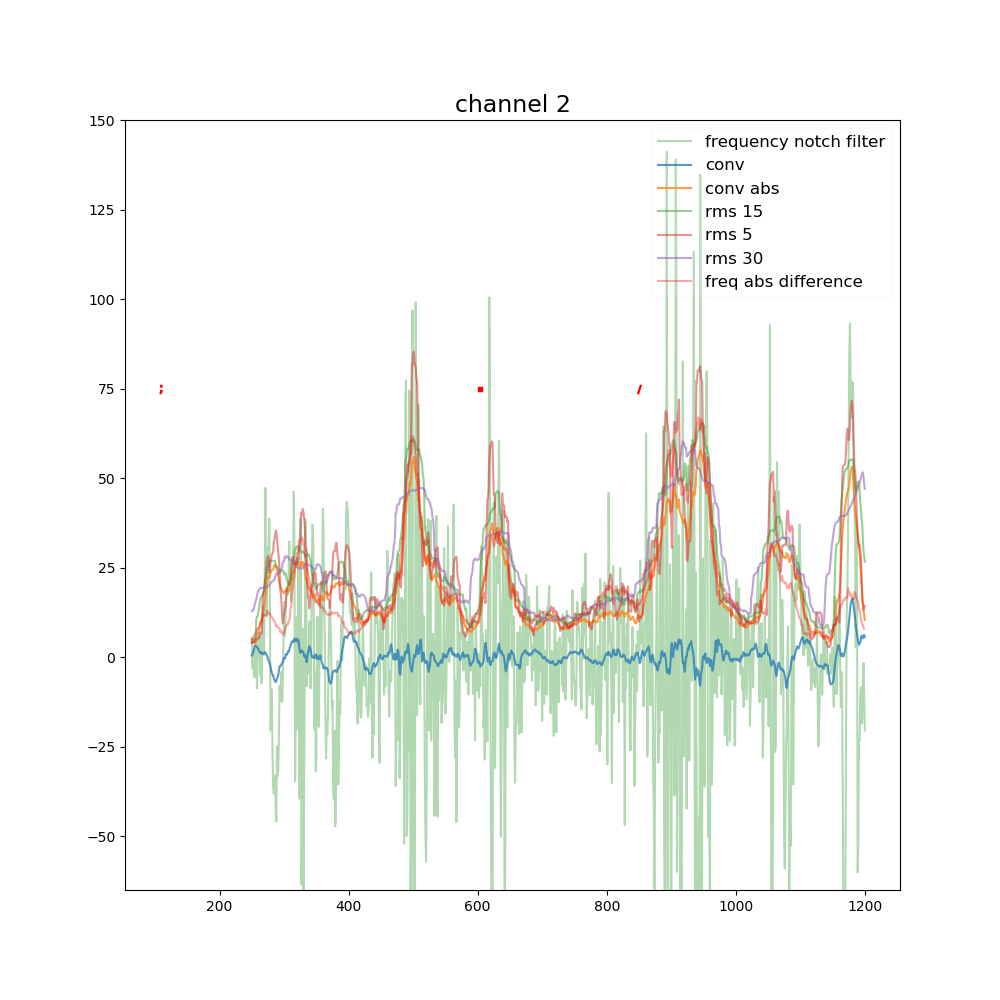 channel 2
150
125
100
75
50
25
0
−25
−50
; . /
frequency notch filter
conv
conv abs
rms 15
rms 5
rms 30
freq abs difference
200 400 600 800 1000 1200